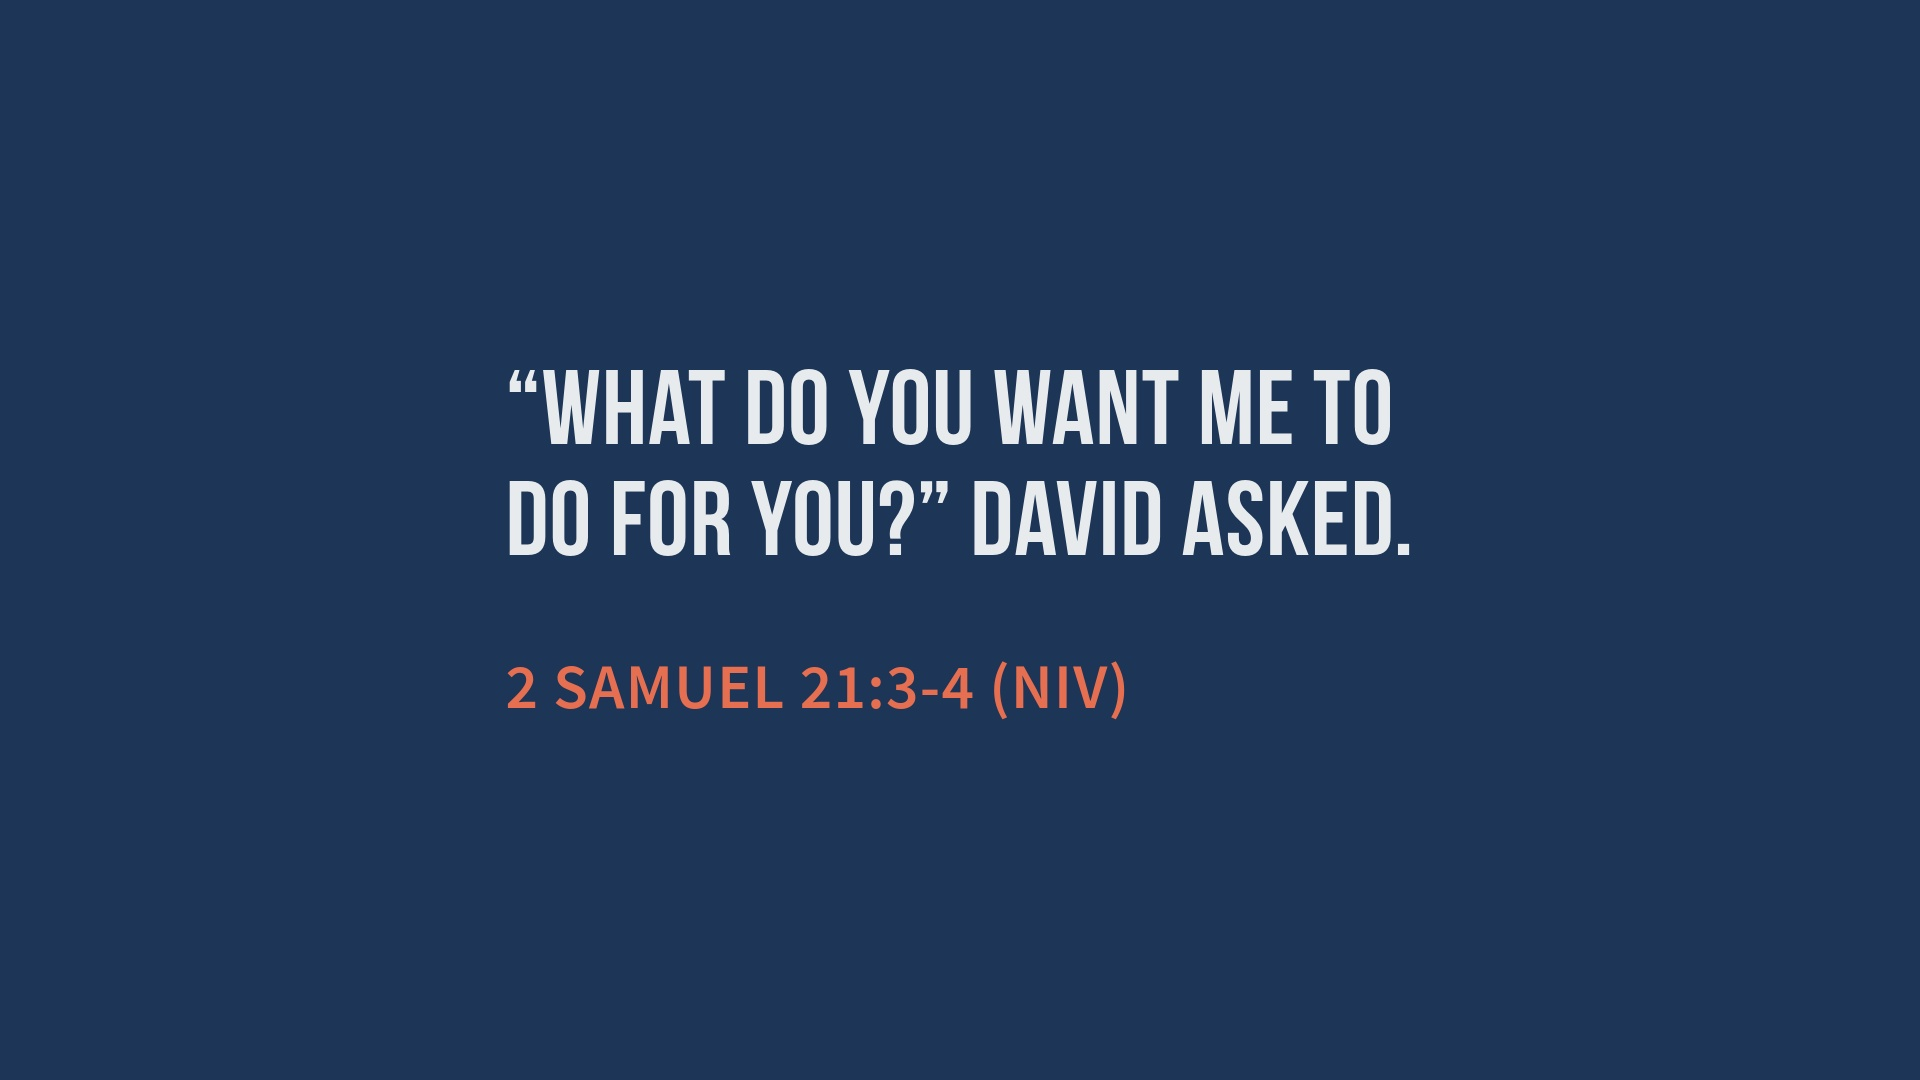 “WHAT DO YOU WANT ME TO
DO FOR YOU?” DAVID ASKED.
2 SAMUEL 21:3-4 (NIV)